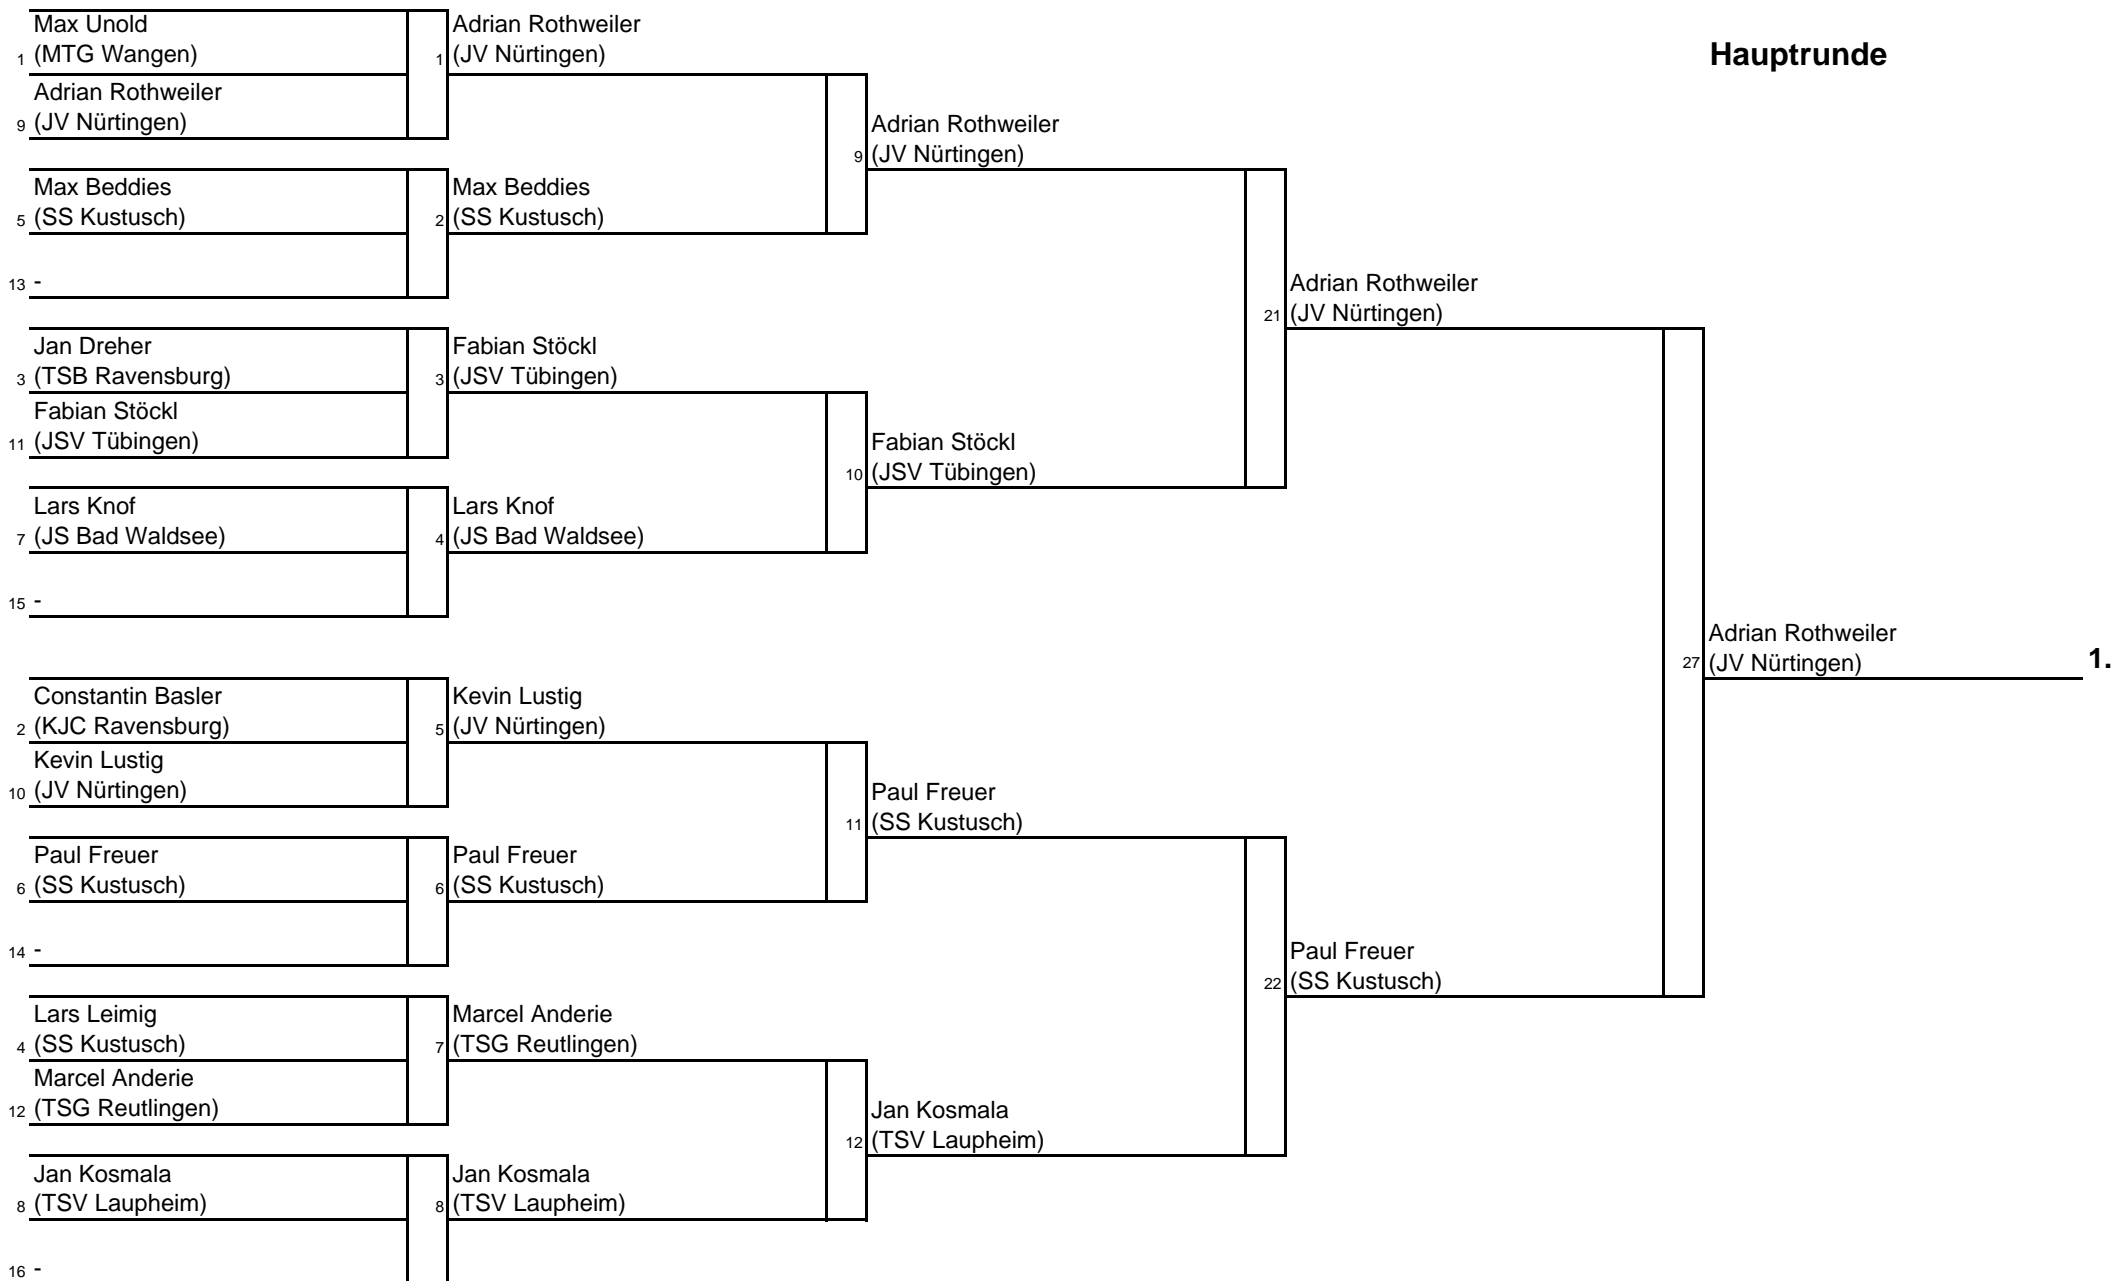 Hauptrunde
Max Unold
1 (MTG Wangen)
Adrian Rothweiler
9 (JV Nürtingen)
Max Beddies
5 (SS Kustusch)
13 -
Jan Dreher
3 (TSB Ravensburg)
Fabian Stöckl
11 (JSV Tübingen)
Lars Knof
7 (JS Bad Waldsee)
15 -
Constantin Basler
2 (KJC Ravensburg)
Kevin Lustig
10 (JV Nürtingen)
Paul Freuer
6 (SS Kustusch)
14 -
Lars Leimig
4 (SS Kustusch)
Marcel Anderie
12 (TSG Reutlingen)
Jan Kosmala
8 (TSV Laupheim)
16 -
Adrian Rothweiler
1 (JV Nürtingen)
Max Beddies
2 (SS Kustusch)
Fabian Stöckl
3 (JSV Tübingen)
Lars Knof
4 (JS Bad Waldsee)
Kevin Lustig
5 (JV Nürtingen)
Paul Freuer
6 (SS Kustusch)
Marcel Anderie
7 (TSG Reutlingen)
Jan Kosmala
8 (TSV Laupheim)
Adrian Rothweiler
9 (JV Nürtingen)
Fabian Stöckl
10 (JSV Tübingen)
Paul Freuer
11 (SS Kustusch)
Jan Kosmala
12 (TSV Laupheim)
Adrian Rothweiler
21 (JV Nürtingen)
Paul Freuer
22 (SS Kustusch)
Adrian Rothweiler
27 (JV Nürtingen) 1.